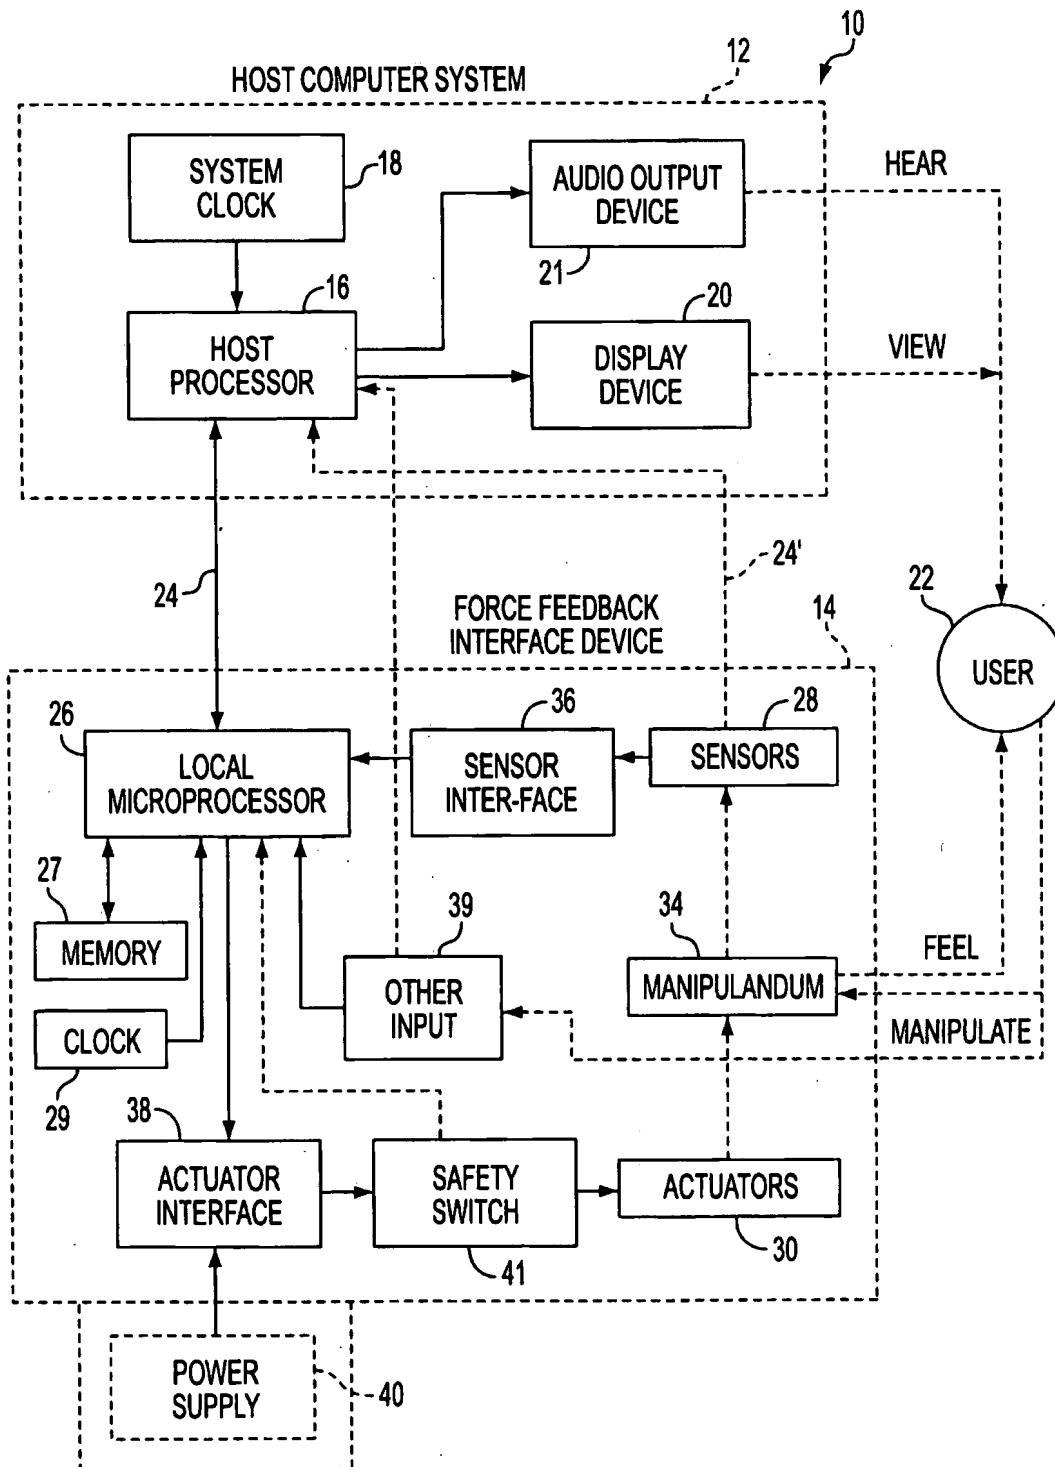 10
12
HOST COMPUTER SYSTEM
SYSTEM
CLOCK
18
AUDIO OUTPUT
DEVICE
21
HEAR
16
HOST
PROCESSOR
20
DISPLAY
DEVICE
VIEW
24
24'
FORCE FEEDBACK
INTERFACE DEVICE
14
22
USER
26
LOCAL
MICROPROCESSOR
36
SENSOR
INTER-FACE
28
SENSORS
27
MEMORY
39
OTHER
INPUT
34
MANIPULANDUM
FEEL
MANIPULATE
CLOCK
29
38
ACTUATOR
INTERFACE
SAFETY
SWITCH
41
ACTUATORS
30
POWER
SUPPLY
40